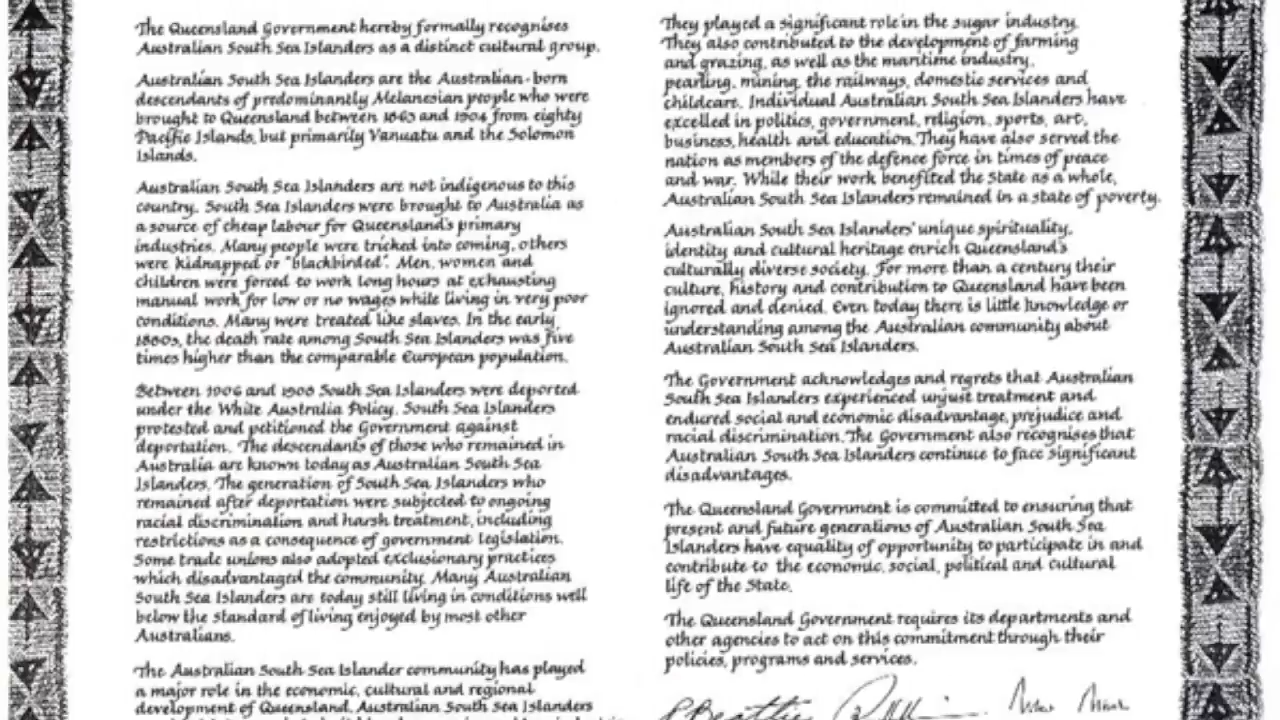 The Queensland Government hereby formally recognises
Australian South Sea Islanders as a distinct cultural group.
Australian South Sea Islanders are the Australian-born
descendants of predominantly Melanesian people who were
brought to Queensland between 1863 and 1904 from eighty
Pacific Islands, but primarily Vanuatu and the Solomon
Islands.
Australian South Sea Islanders are not indigenous to this
country. South Sea Islanders were brought to Australia as
a source of cheap labour for Queensland's primary
industries. Many people were tricked into coming, others
were kidnapped or "blackbirded". Men, women and
children were forced to work long hours at exhausting
manual work for low or no wages while living in very poor
conditions. Many were treated like slaves. In the early
1880s, the death rate among South Sea Islanders was five
times higher than the comparable European population.
Between 1906 and 1908 South Sea Islanders were deported
under the White Australia Policy. South Sea Islanders
protested and petitioned the Government against
deportation. The descendants of those who remained in
Australia are known today as Australian South Sea
Islanders. The generation of South Sea Islanders who
remained after deportation were subjected to ongoing
racial discrimination and harsh treatment, including
restrictions as a consequence of government legislation.
Some trade unions also adopted exclusionary practices
which disadvantaged the community. Many Australian
South Sea Islanders are today still living in conditions well
below the standard of living enjoyed by most other
Australians.
The Australian South Sea Islander community has played
a major role in the economic, cultural and regional
development of Queensland. Australian South Sea Islanders
They played a significant role in the sugar industry.
They also contributed to the development of farming
and grazing, as well as the maritime industry,
pearling, mining, the railways, domestic services and
childcare. Individual Australian South Sea Islanders have
excelled in politics, government, religion, sports, art,
business, health and education. They have also served the
nation as members of the defence force in times of peace
and war. While their work benefited the State as a whole,
Australian South Sea Islanders remained in a state of poverty.
Australian South Sea Islanders' unique spirituality,
identity and cultural heritage enrich Queensland's
culturally diverse society. For more than a century their
culture, history and contribution to Queensland have been
ignored and denied. Even today there is little knowledge or
understanding among the Australian community about
Australian South Sea Islanders.
The Government acknowledges and regrets that Australian
South Sea Islanders experienced unjust treatment and
endured social and economic disadvantage, prejudice and
racial discrimination. The Government also recognises that
Australian South Sea Islanders continue to face significant
disadvantages.
The Queensland Government is committed to ensuring that
present and future generations of Australian South Sea
Islanders have equality of opportunity to participate in and
contribute to the economic, social, political and cultural
life of the State.
The Queensland Government requires its departments and
other agencies to act on this commitment through their
policies, programs and services.
P Beattie